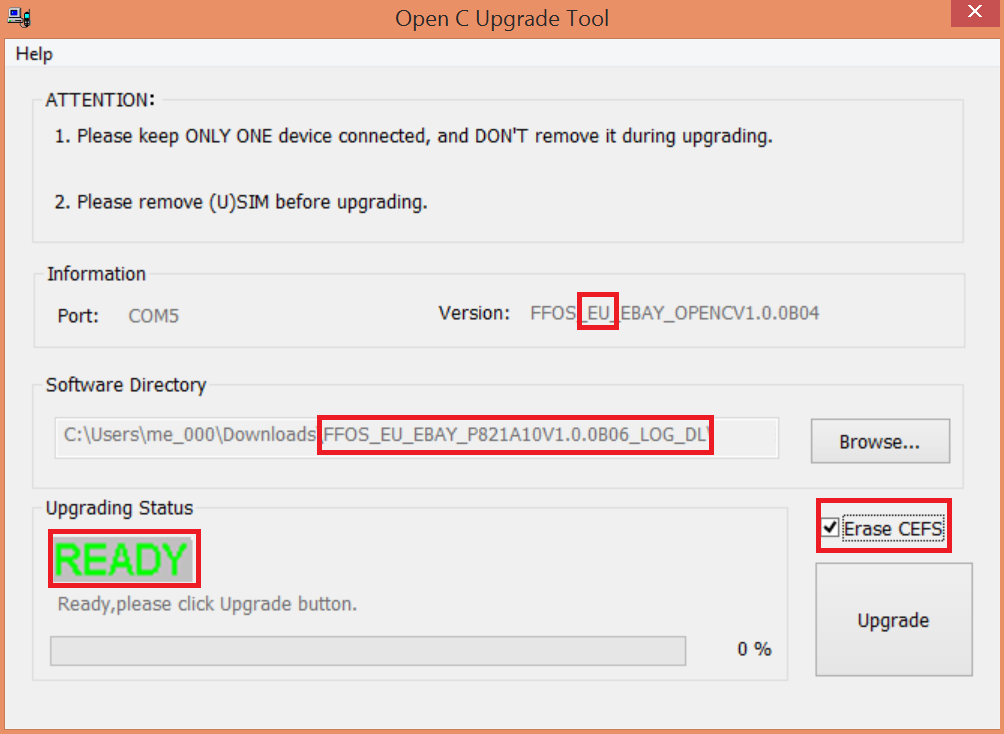 Open C Upgrade Tool
Help
ATTENTION:
1. Please keep ONLY ONE device connected, and DON'T remove it during upgrading.
2. Please remove (U)SIM before upgrading.
Information
Port: COM5
Version: FFOS_EU_EBAY_OPENCV1.0.0B04
Software Directory
C:\Users\me_000\Downloads\FFOS_EU_EBAY_P821A10V1.0.0B06_LOG_DL\
Browse...
Upgrading Status
READY
Erase CEFS
Ready,please click Upgrade button.
Upgrade
0 %